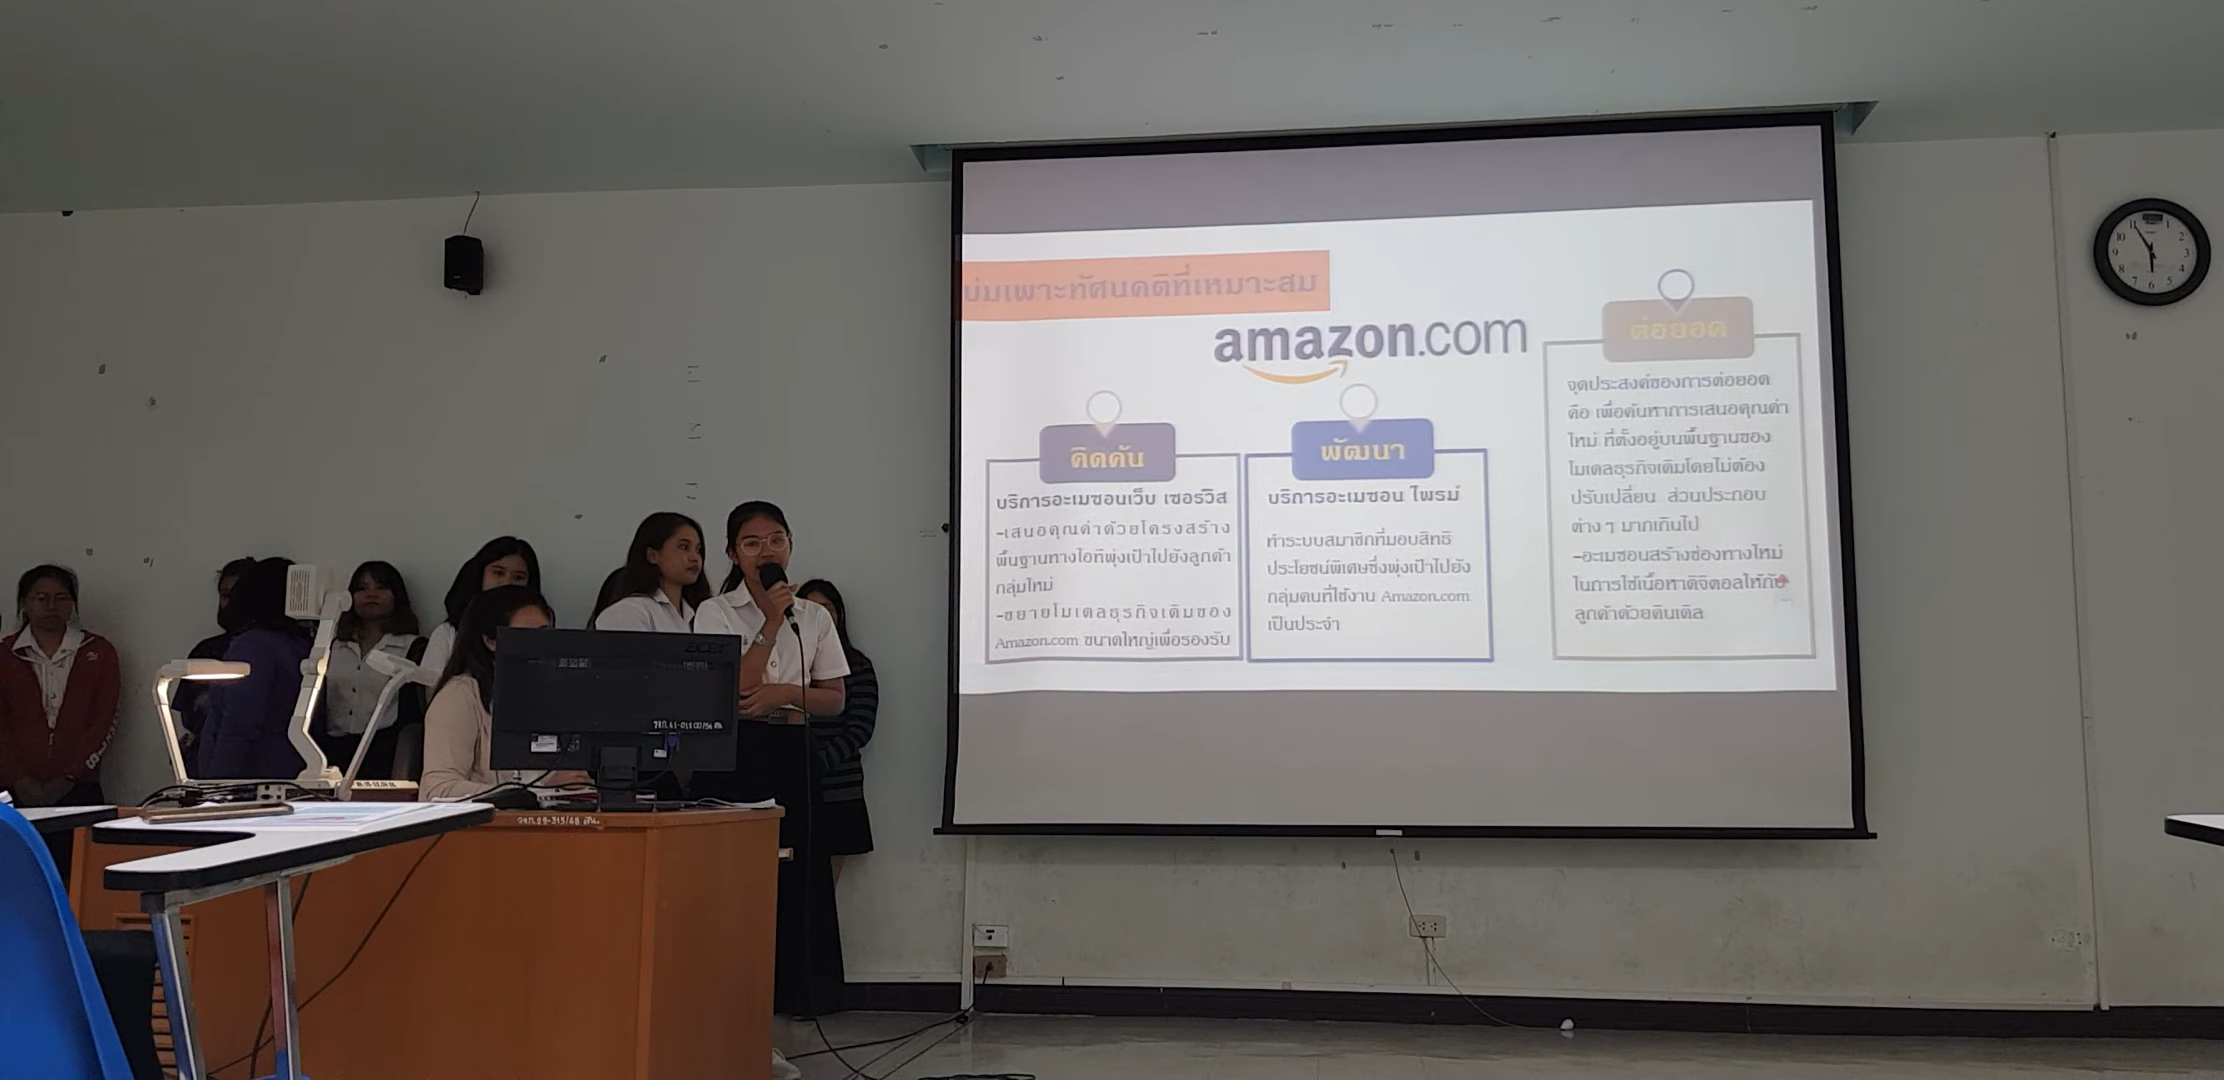 บ่มเพาะทัศนคติที่เหมาะสม
amazon.com
คิดค้น
บริการอะเมซอนเว็บ เซอร์วิส
-เสนอคุณค่าด้วยโครงสร้าง
พื้นฐานทางไอทีพุ่งเป้าไปยังลูกค้า
กลุ่มใหม่
-ขยายโมเดลธุรกิจเดิมของ
Amazon.com ขนาดใหญ่เพื่อรองรับ
พัฒนา
บริการอะเมซอน ไพรม์
ทำระบบสมาชิกที่มอบสิทธิ
ประโยชน์พิเศษซึ่งพุ่งเป้าไปยัง
กลุ่มคนที่ใช้งาน Amazon.com
เป็นประจำ
ต่อยอด
จุดประสงค์ของการต่อยอด
คือ เพื่อค้นหาการเสนอคุณค่า
ใหม่ ที่ตั้งอยู่บนพื้นฐานของ
โมเดลธุรกิจเดิมโดยไม่ต้อง
ปรับเปลี่ยน ส่วนประกอบ
ต่างๆ มากเกินไป
-อะเมซอนสร้างช่องทางใหม่
ในการใช้เนื้อหาดิจิตอลให้กับ
ลูกค้าด้วยคินเดิล
acer